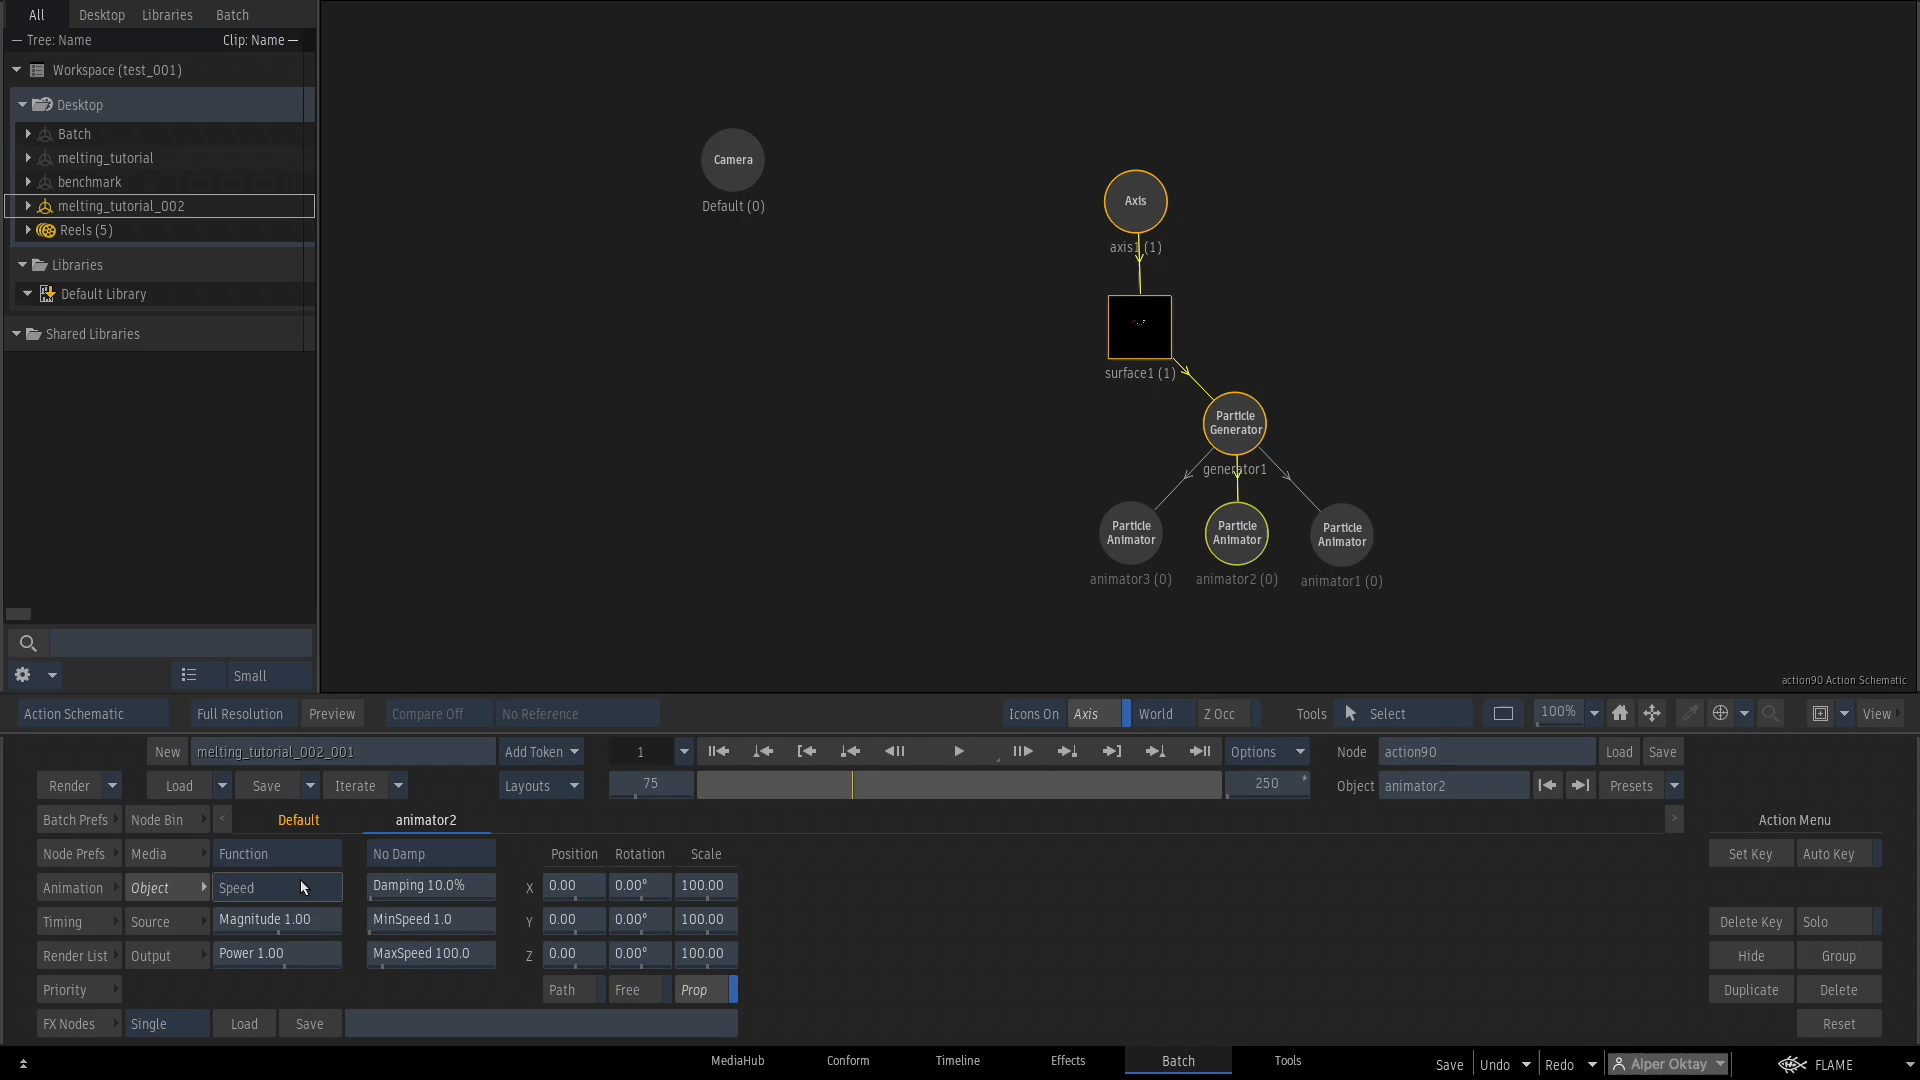 All Desktop Libraries Batch
— Tree: Name Clip: Name —
Workspace (test_001)
Desktop
Batch
melting_tutorial
benchmark
melting_tutorial_002
Reels (5)
Libraries
Default Library
Shared Libraries
Small
Camera
Default (0)
Axis
axis1 (1)
surface1 (1)
Particle
Generator
generator1
Particle
Animator
animator3 (0)
Particle
Animator
animator2 (0)
Particle
Animator
animator1 (0)
action90 Action Schematic
Action Schematic Full Resolution Preview Compare Off No Reference Icons On Axis World Z Occ Tools Select 100% View
New melting_tutorial_002_001 Add Token 1 Options Node action90 Load Save
Render Load Save Iterate Layouts 75 250 * Object animator2 Presets
Batch Prefs Node Bin < Default animator2 > Action Menu
Node Prefs Media Function No Damp Position Rotation Scale Set Key Auto Key
Animation Object Speed Damping 10.0% X 0.00 0.00° 100.00
Timing Source Magnitude 1.00 MinSpeed 1.0 Y 0.00 0.00° 100.00 Delete Key Solo
Render List Output Power 1.00 MaxSpeed 100.0 Z 0.00 0.00° 100.00 Hide Group
Priority Path Free Prop Duplicate Delete
FX Nodes Single Load Save Reset
MediaHub Conform Timeline Effects Batch Tools Save Undo Redo Alper Oktay FLAME